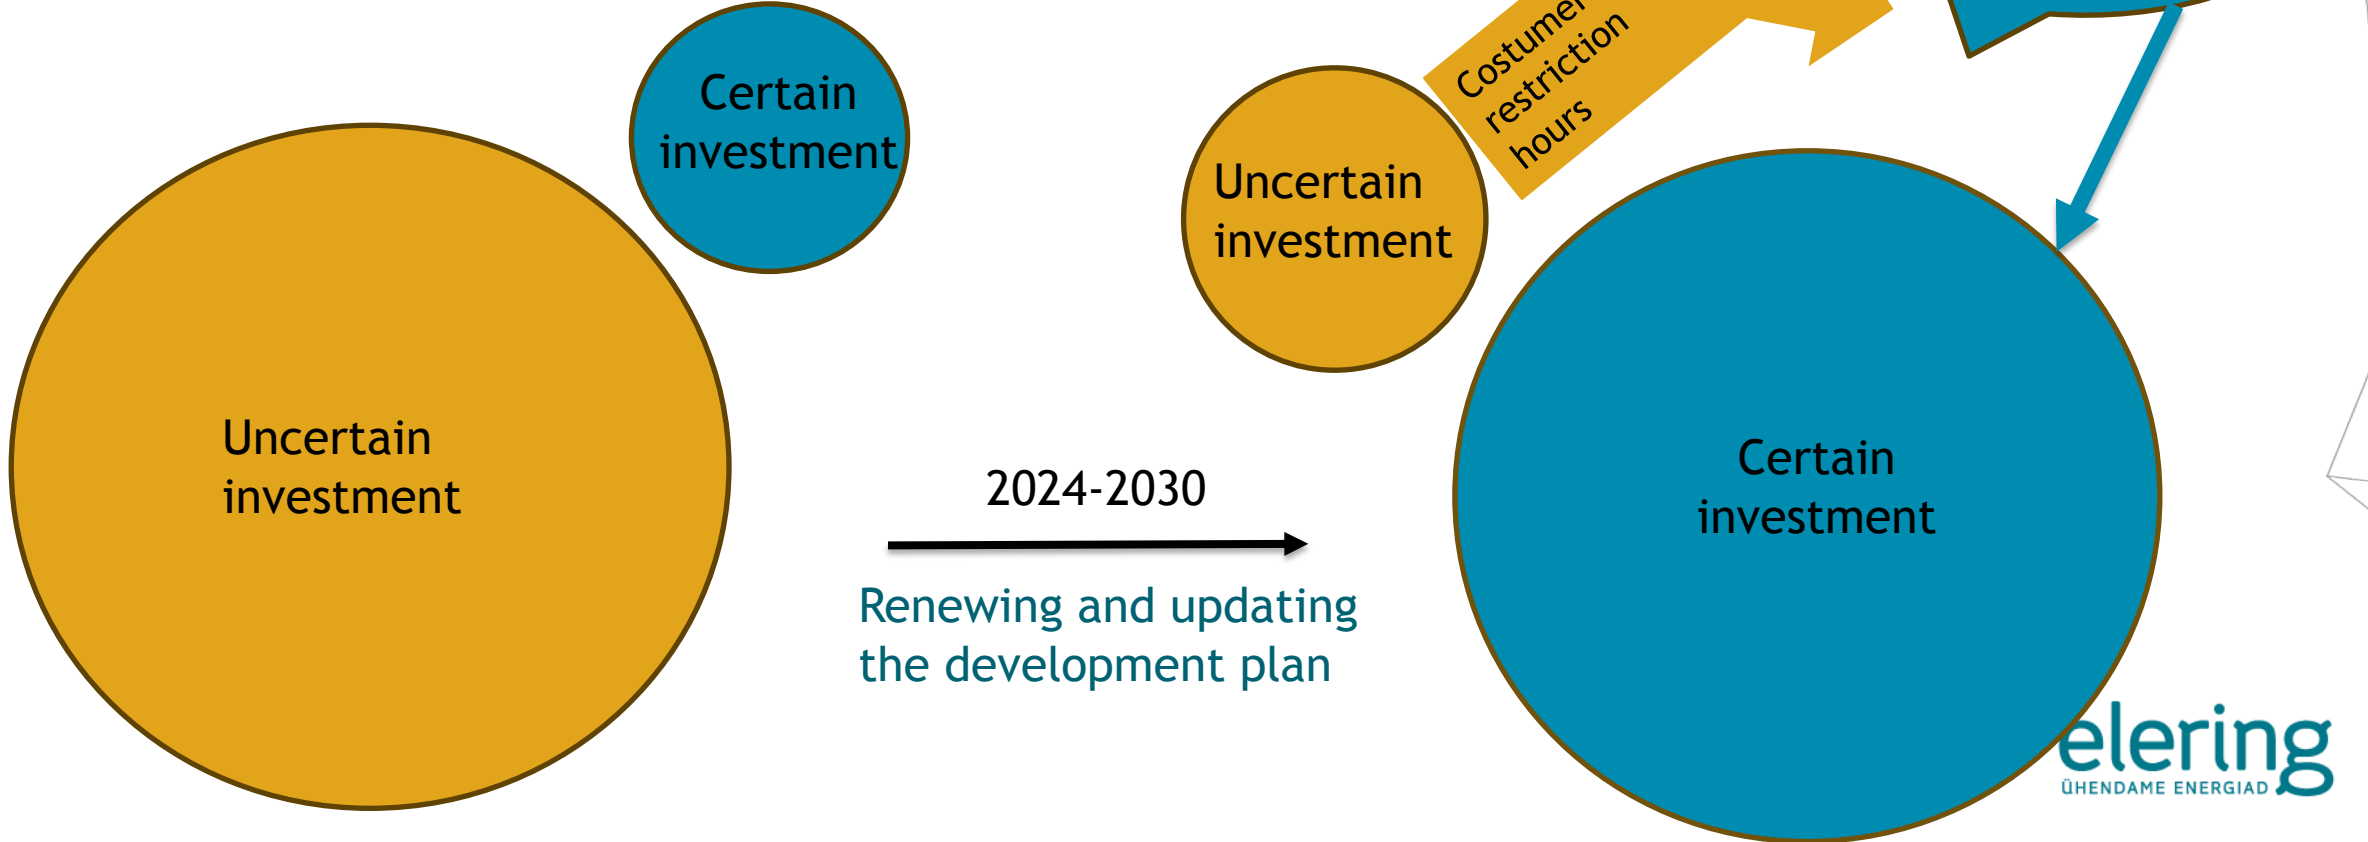 Certain
investment
Uncertain
investment
2024-2030
Renewing and updating
the development plan
Uncertain
investment
Costumer
restriction
hours
Certain
investment
elering
ÜHENDAME ENERGIAD